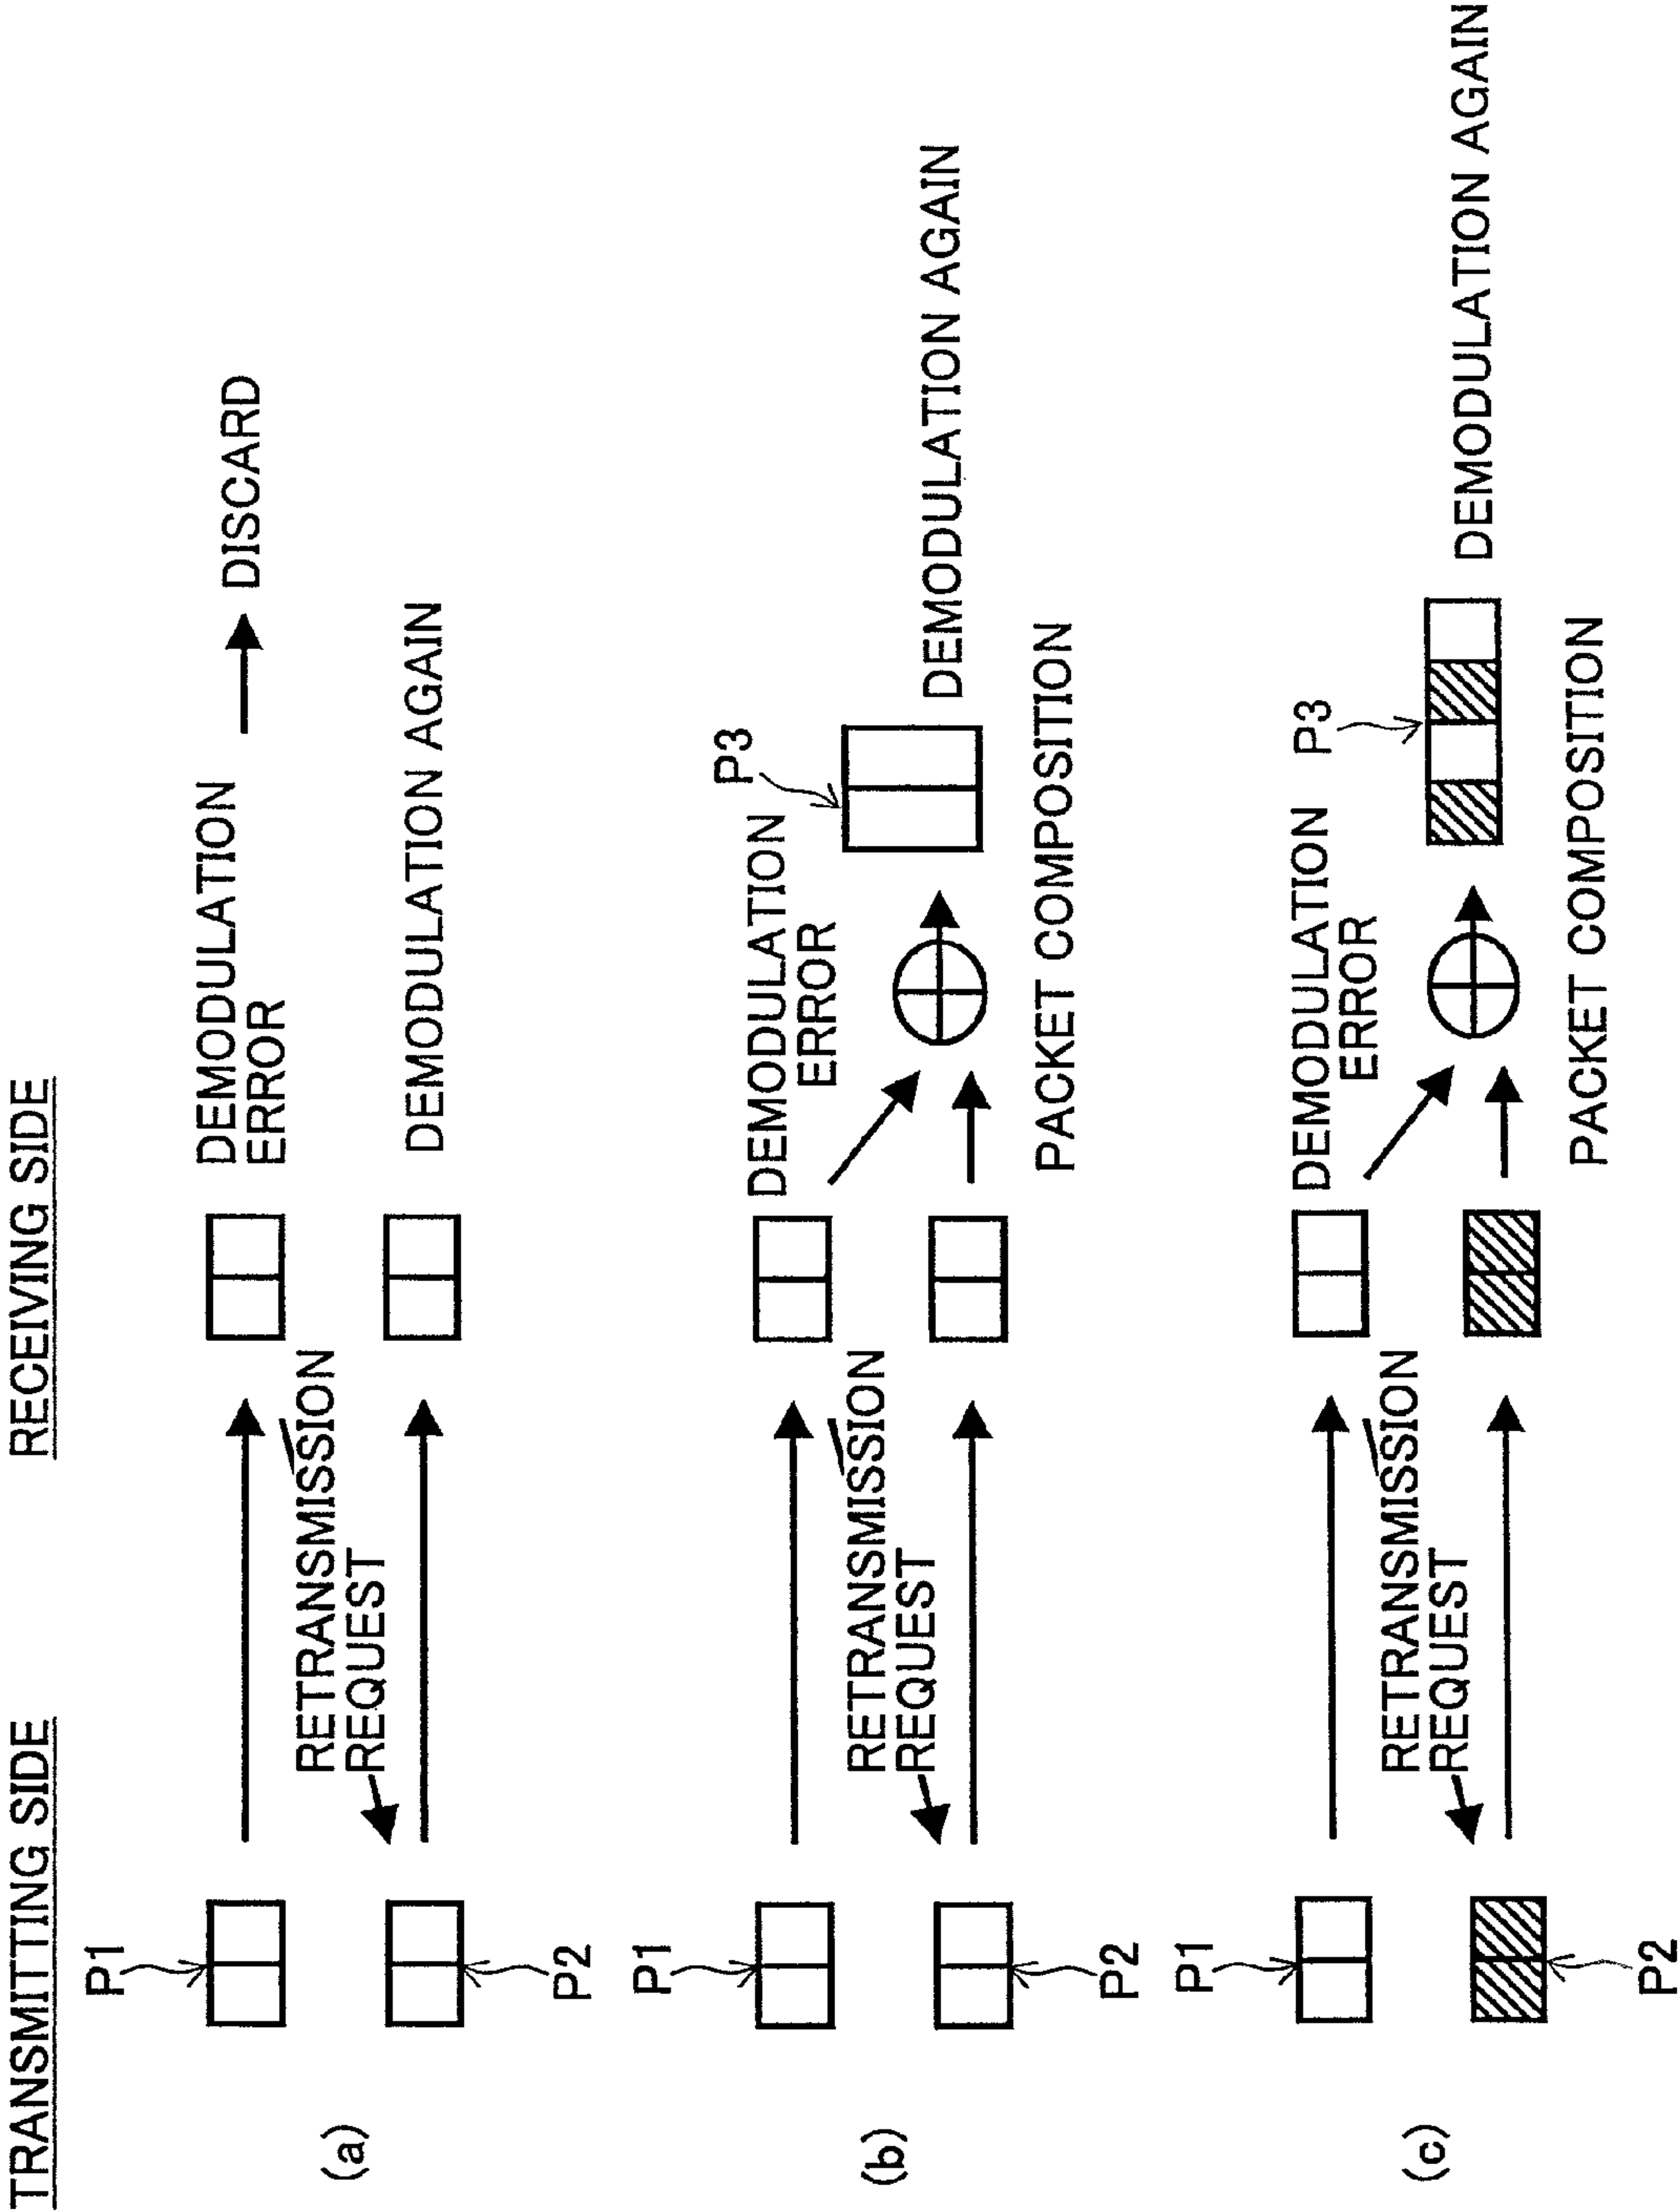 TRANSMITTING SIDE
RECEIVING SIDE
(a)
P1
DEMODULATION
ERROR
DISCARD
RETRANSMISSION
REQUEST
P2
DEMODULATION AGAIN
(b)
P1
DEMODULATION
ERROR
P3
RETRANSMISSION
REQUEST
DEMODULATION AGAIN
P2
PACKET COMPOSITION
(c)
P1
DEMODULATION
ERROR
P3
RETRANSMISSION
REQUEST
DEMODULATION AGAIN
P2
PACKET COMPOSITION